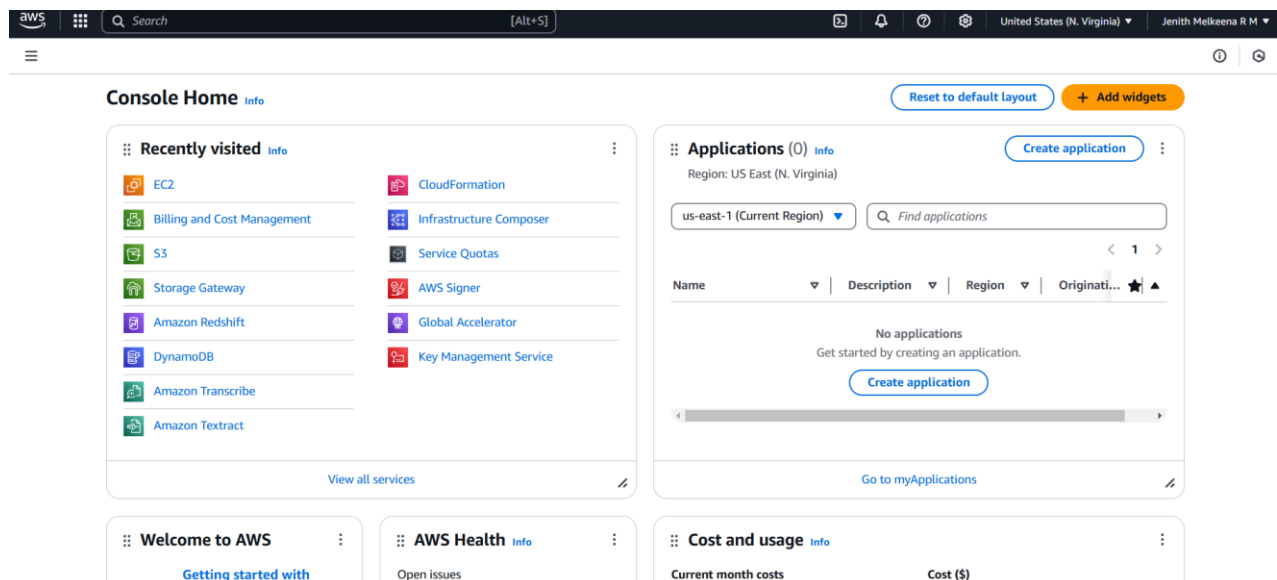 aws
Search [Alt+S]
United States (N. Virginia) ▼
Jenith Melkeena R M ▼
Console Home Info
Reset to default layout
+ Add widgets
Recently visited Info
EC2
Billing and Cost Management
S3
Storage Gateway
Amazon Redshift
DynamoDB
Amazon Transcribe
Amazon Textract
CloudFormation
Infrastructure Composer
Service Quotas
AWS Signer
Global Accelerator
Key Management Service
View all services
Applications (0) Info
Create application
Region: US East (N. Virginia)
us-east-1 (Current Region) ▼
Find applications
< 1 >
Name Description Region Originati...
No applications
Get started by creating an application.
Create application
Go to myApplications
Welcome to AWS
Getting started with
AWS Health Info
Open issues
Cost and usage Info
Current month costs
Cost ($)